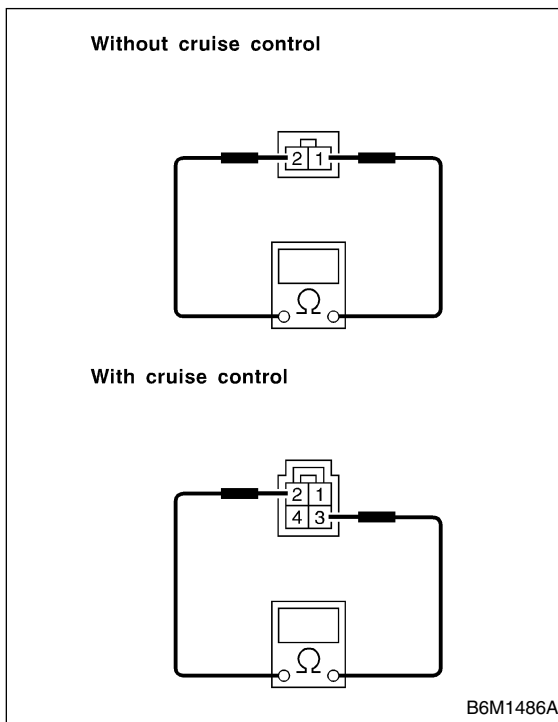 Without cruise control
2 1
Ω
With cruise control
2 1
4 3
Ω
B6M1486A